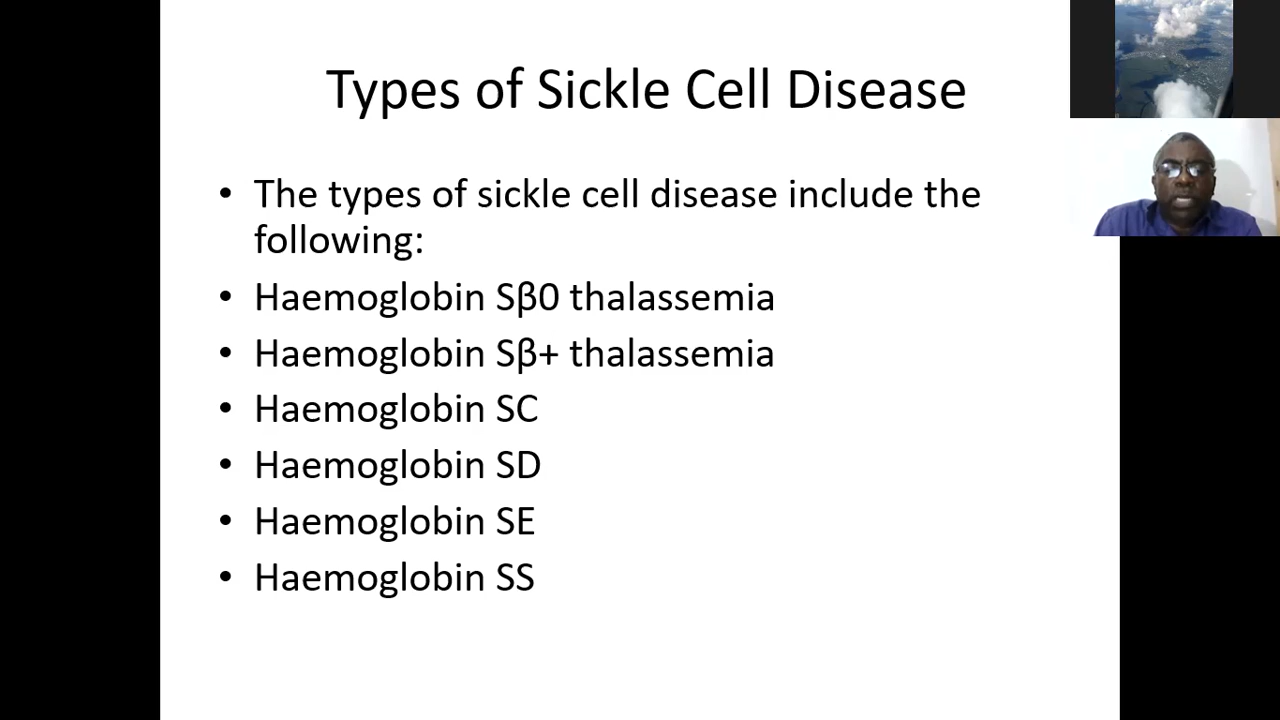 Types of Sickle Cell Disease
• The types of sickle cell disease include the
following:
• Haemoglobin Sβ0 thalassemia
• Haemoglobin Sβ+ thalassemia
• Haemoglobin SC
• Haemoglobin SD
• Haemoglobin SE
• Haemoglobin SS